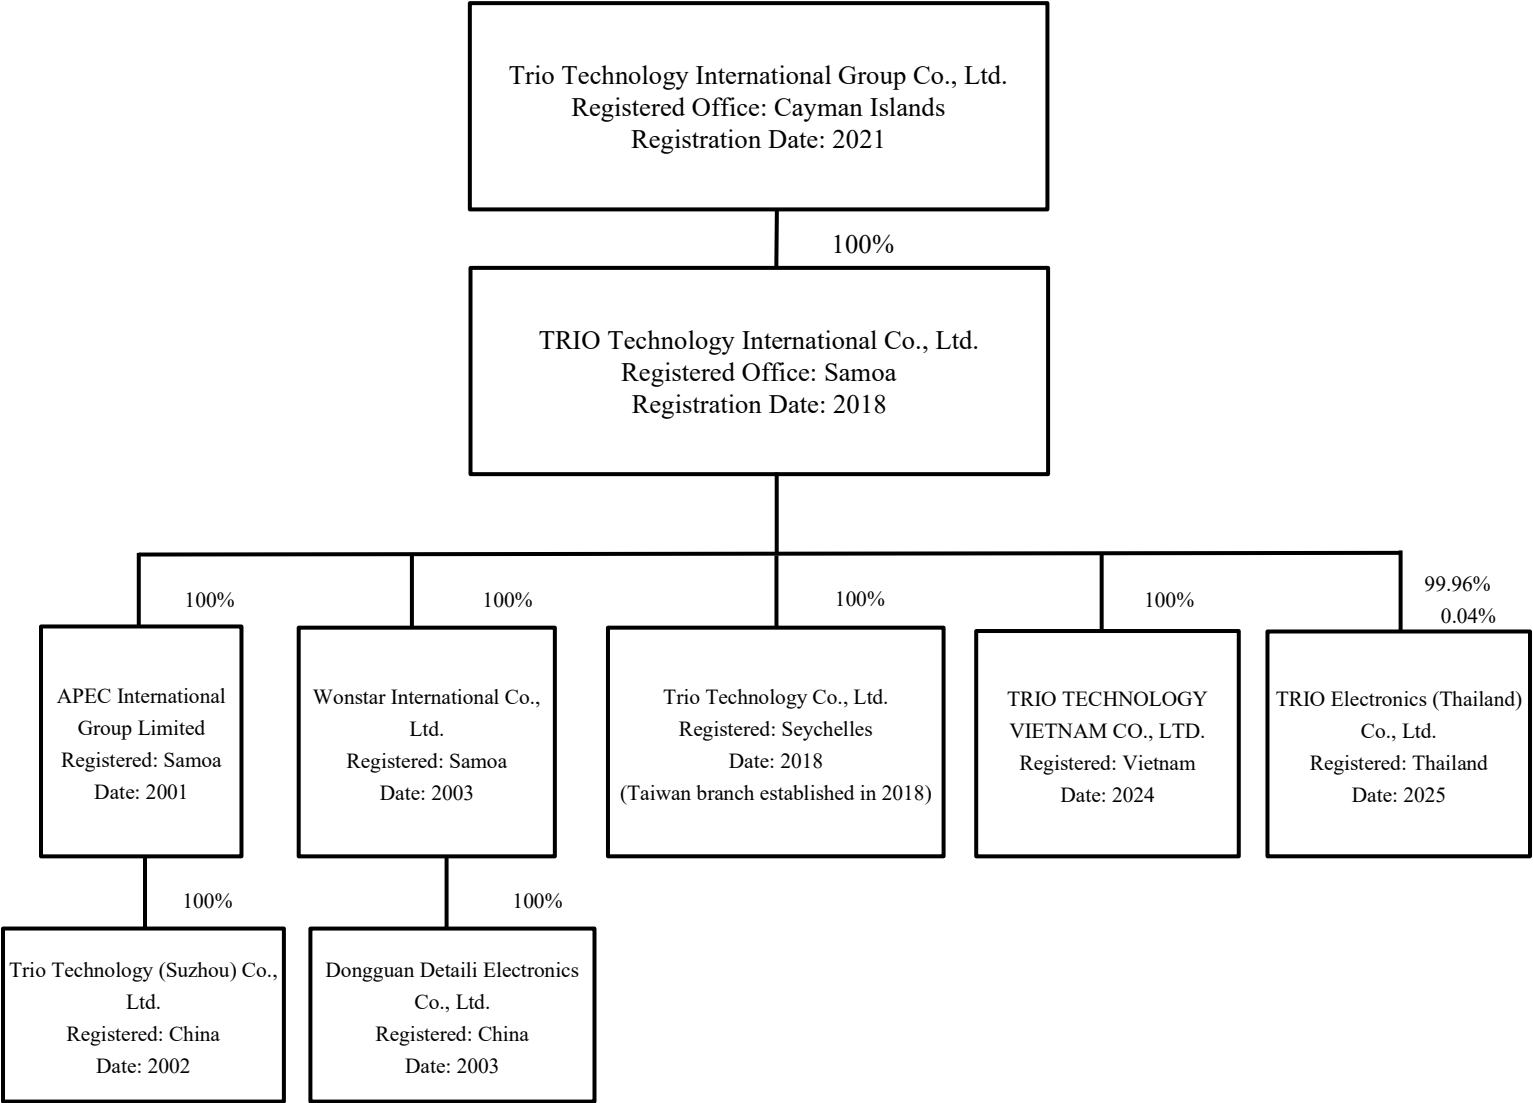 Trio Technology International Group Co., Ltd.
Registered Office: Cayman Islands
Registration Date: 2021
100%
TRIO Technology International Co., Ltd.
Registered Office: Samoa
Registration Date: 2018
100%
100%
100%
100%
99.96%
0.04%
APEC International
Group Limited
Registered: Samoa
Date: 2001
Wonstar International Co.,
Ltd.
Registered: Samoa
Date: 2003
Trio Technology Co., Ltd.
Registered: Seychelles
Date: 2018
(Taiwan branch established in 2018)
TRIO TECHNOLOGY
VIETNAM CO., LTD.
Registered: Vietnam
Date: 2024
TRIO Electronics (Thailand)
Co., Ltd.
Registered: Thailand
Date: 2025
100%
100%
Trio Technology (Suzhou) Co.,
Ltd.
Registered: China
Date: 2002
Dongguan Detaili Electronics
Co., Ltd.
Registered: China
Date: 2003